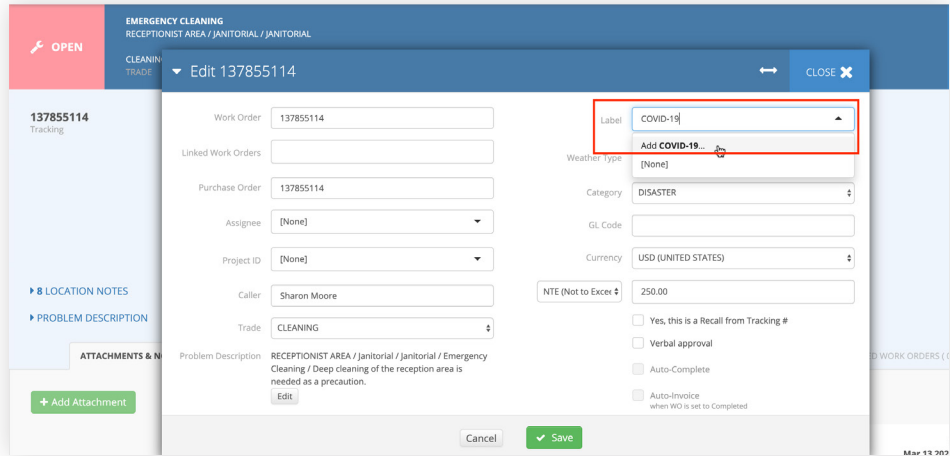 EMERGENCY CLEANING
RECEPTIONIST AREA / JANITORIAL / JANITORIAL
OPEN
CLEANIN
TRADE
Edit 137855114
CLOSE
137855114
Tracking
Work Order 137855114
Linked Work Orders
Purchase Order 137855114
Assignee [None]
Project ID [None]
Caller Sharon Moore
Trade CLEANING
Problem Description RECEPTIONIST AREA / Janitorial / Janitorial / Emergency
Cleaning / Deep cleaning of the reception area is
needed as a precaution.
Edit
Label COVID-19
Add COVID-19...
[None]
Weather Type
Category DISASTER
GL Code
Currency USD (UNITED STATES)
NTE (Not to Excee 250.00
Yes, this is a Recall from Tracking #
Verbal approval
Auto-Complete
Auto-Invoice
when WO is set to Completed
8 LOCATION NOTES
PROBLEM DESCRIPTION
ATTACHMENTS & N
D WORK ORDERS (
+ Add Attachment
Cancel
Save
Mar 13 202